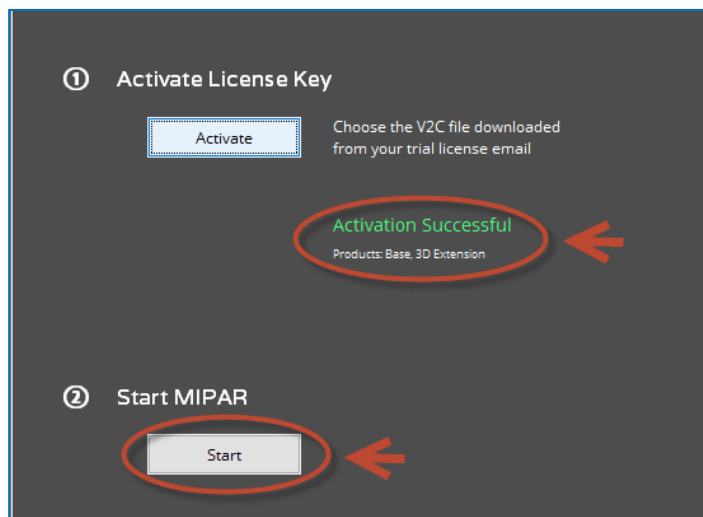 ① Activate License Key
Activate
Choose the V2C file downloaded
from your trial license email
Activation Successful
Products: Base, 3D Extension
② Start MIPAR
Start